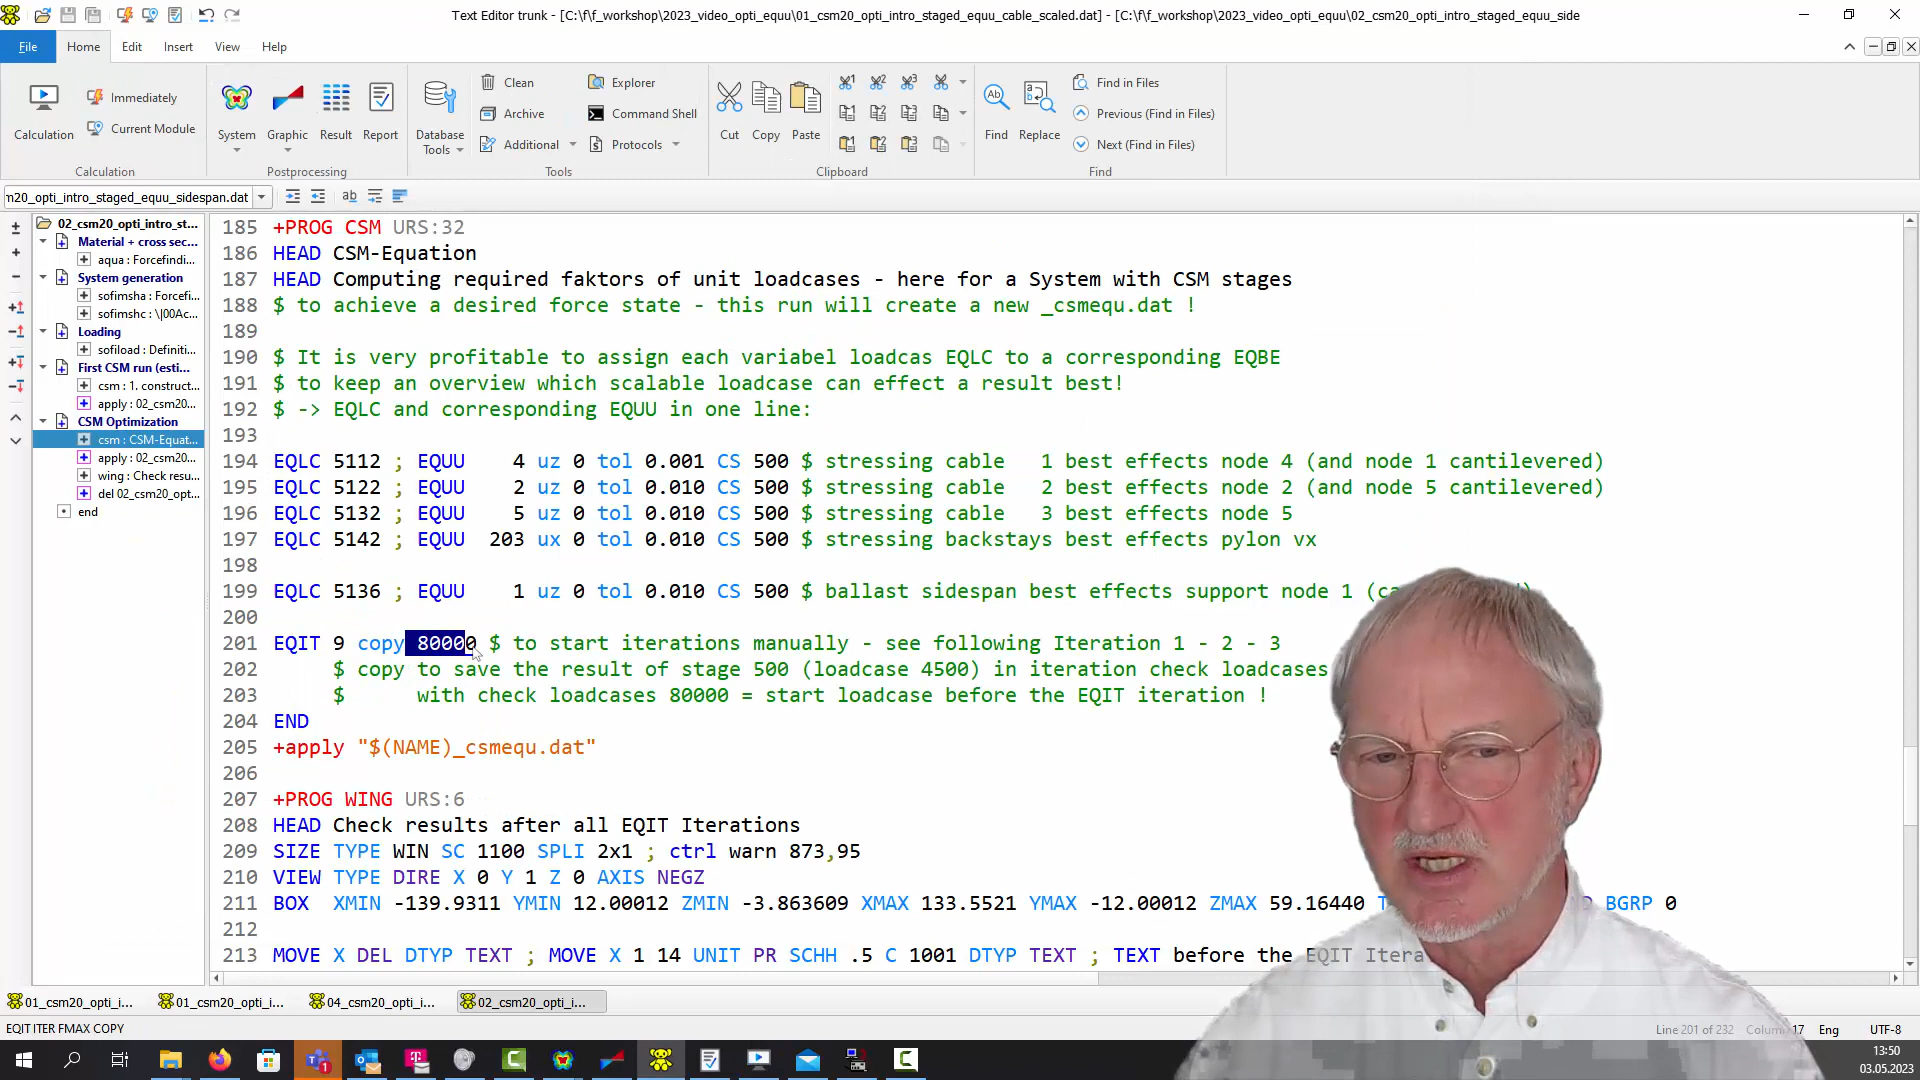 Text Editor trunk - [C:\f\f_workshop\2023_video_opti_equu\01_csm20_opti_intro_staged_equu_cable_scaled.dat] - [C:\f\f_workshop\2023_video_opti_equu\02_csm20_opti_intro_staged_equu_side
File Home Edit Insert View Help
Calculation
Immediately
Current Module
Calculation
System
Graphic
Result
Report
Postprocessing
Database Tools
Clean
Archive
Additional
Explorer
Command Shell
Protocols
Tools
Cut
Copy
Paste
Clipboard
Find
Replace
Find in Files
Previous (Find in Files)
Next (Find in Files)
Find
n20_opti_intro_staged_equu_sidespan.dat
02_csm20_opti_intro_st...
Material + cross sec...
aqua : Forcefindi...
System generation
sofimsha : Forcefi...
sofimshc : \|00Ac...
Loading
sofiload : Definiti...
First CSM run (esti...
csm : 1. construct...
apply : 02_csm20...
CSM Optimization
csm : CSM-Equat...
apply : 02_csm20...
wing : Check resu...
del 02_csm20_opt...
end
185 +PROG CSM URS:32
186 HEAD CSM-Equation
187 HEAD Computing required faktors of unit loadcases - here for a System with CSM stages
188 $ to achieve a desired force state - this run will create a new _csmequ.dat !
189
190 $ It is very profitable to assign each variabel loadcas EQLC to a corresponding EQBE
191 $ to keep an overview which scalable loadcase can effect a result best!
192 $ -> EQLC and corresponding EQUU in one line:
193
194 EQLC 5112 ; EQUU 4 uz 0 tol 0.001 CS 500 $ stressing cable 1 best effects node 4 (and node 1 cantilevered)
195 EQLC 5122 ; EQUU 2 uz 0 tol 0.010 CS 500 $ stressing cable 2 best effects node 2 (and node 5 cantilevered)
196 EQLC 5132 ; EQUU 5 uz 0 tol 0.010 CS 500 $ stressing cable 3 best effects node 5
197 EQLC 5142 ; EQUU 203 ux 0 tol 0.010 CS 500 $ stressing backstays best effects pylon vx
198
199 EQLC 5136 ; EQUU 1 uz 0 tol 0.010 CS 500 $ ballast sidespan best effects support node 1
200
201 EQIT 9 copy 80000 $ to start iterations manually - see following Iteration 1 - 2 - 3
202 $ copy to save the result of stage 500 (loadcase 4500) in iteration check loadcases
203 $ with check loadcases 80000 = start loadcase before the EQIT iteration !
204 END
205 +apply "$(NAME)_csmequ.dat"
206
207 +PROG WING URS:6
208 HEAD Check results after all EQIT Iterations
209 SIZE TYPE WIN SC 1100 SPLI 2x1 ; ctrl warn 873,95
210 VIEW TYPE DIRE X 0 Y 1 Z 0 AXIS NEGZ
211 BOX XMIN -139.9311 YMIN 12.00012 ZMIN -3.863609 XMAX 133.5521 YMAX -12.00012 ZMAX 59.16440 BGRP 0
212
213 MOVE X DEL DTYP TEXT ; MOVE X 1 14 UNIT PR SCHH .5 C 1001 DTYP TEXT ; TEXT before the EQIT Itera
01_csm20_opti_i... 01_csm20_opti_i... 04_csm20_opti_i... 02_csm20_opti_i...
EQIT ITER FMAX COPY
Line 201 of 232 17 Eng UTF-8
13:50
03.05.2023